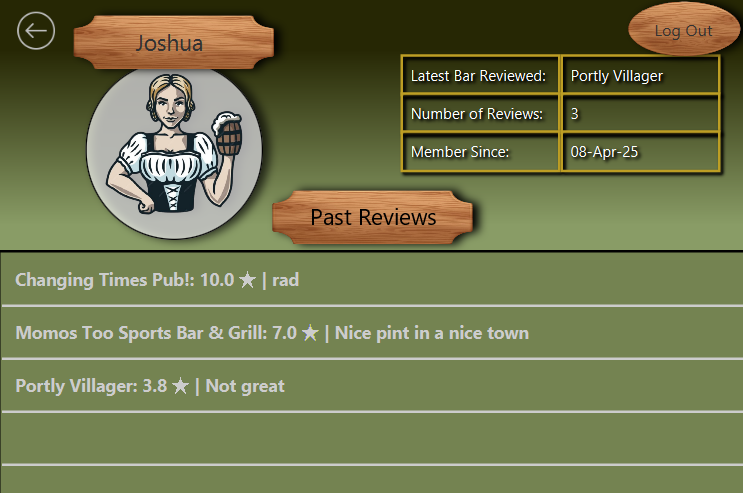 Joshua
Log Out
Latest Bar Reviewed: Portly Villager
Number of Reviews: 3
Member Since: 08-Apr-25
Past Reviews
Changing Times Pub!: 10.0 ★ | rad
Momos Too Sports Bar & Grill: 7.0 ★ | Nice pint in a nice town
Portly Villager: 3.8 ★ | Not great